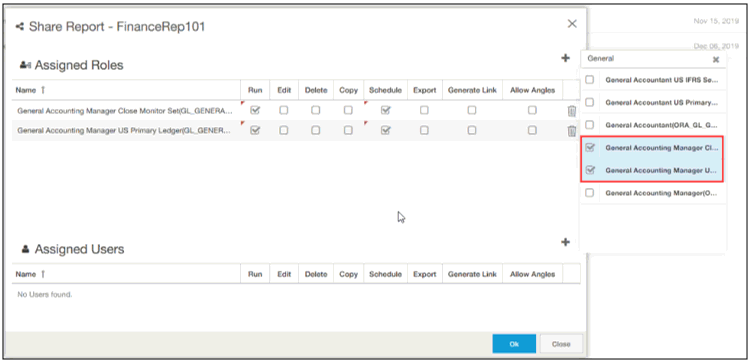 Share Report - FinanceRep101
Nov 15, 2019
Dec 08, 2019
Assigned Roles
General
Name Run Edit Delete Copy Schedule Export Generate Link Allow Angles
General Accounting Manager Close Monitor Set(GL_GENERA...
General Accounting Manager US Primary Ledger(GL_GENER...
General Accountant US IFRS Se...
General Accountant US Primary...
General Accountant(ORA_GL_G...
General Accounting Manager Cl...
General Accounting Manager U...
General Accounting Manager(O...
Assigned Users
Name Run Edit Delete Copy Schedule Export Generate Link Allow Angles
No Users found.
Ok Close